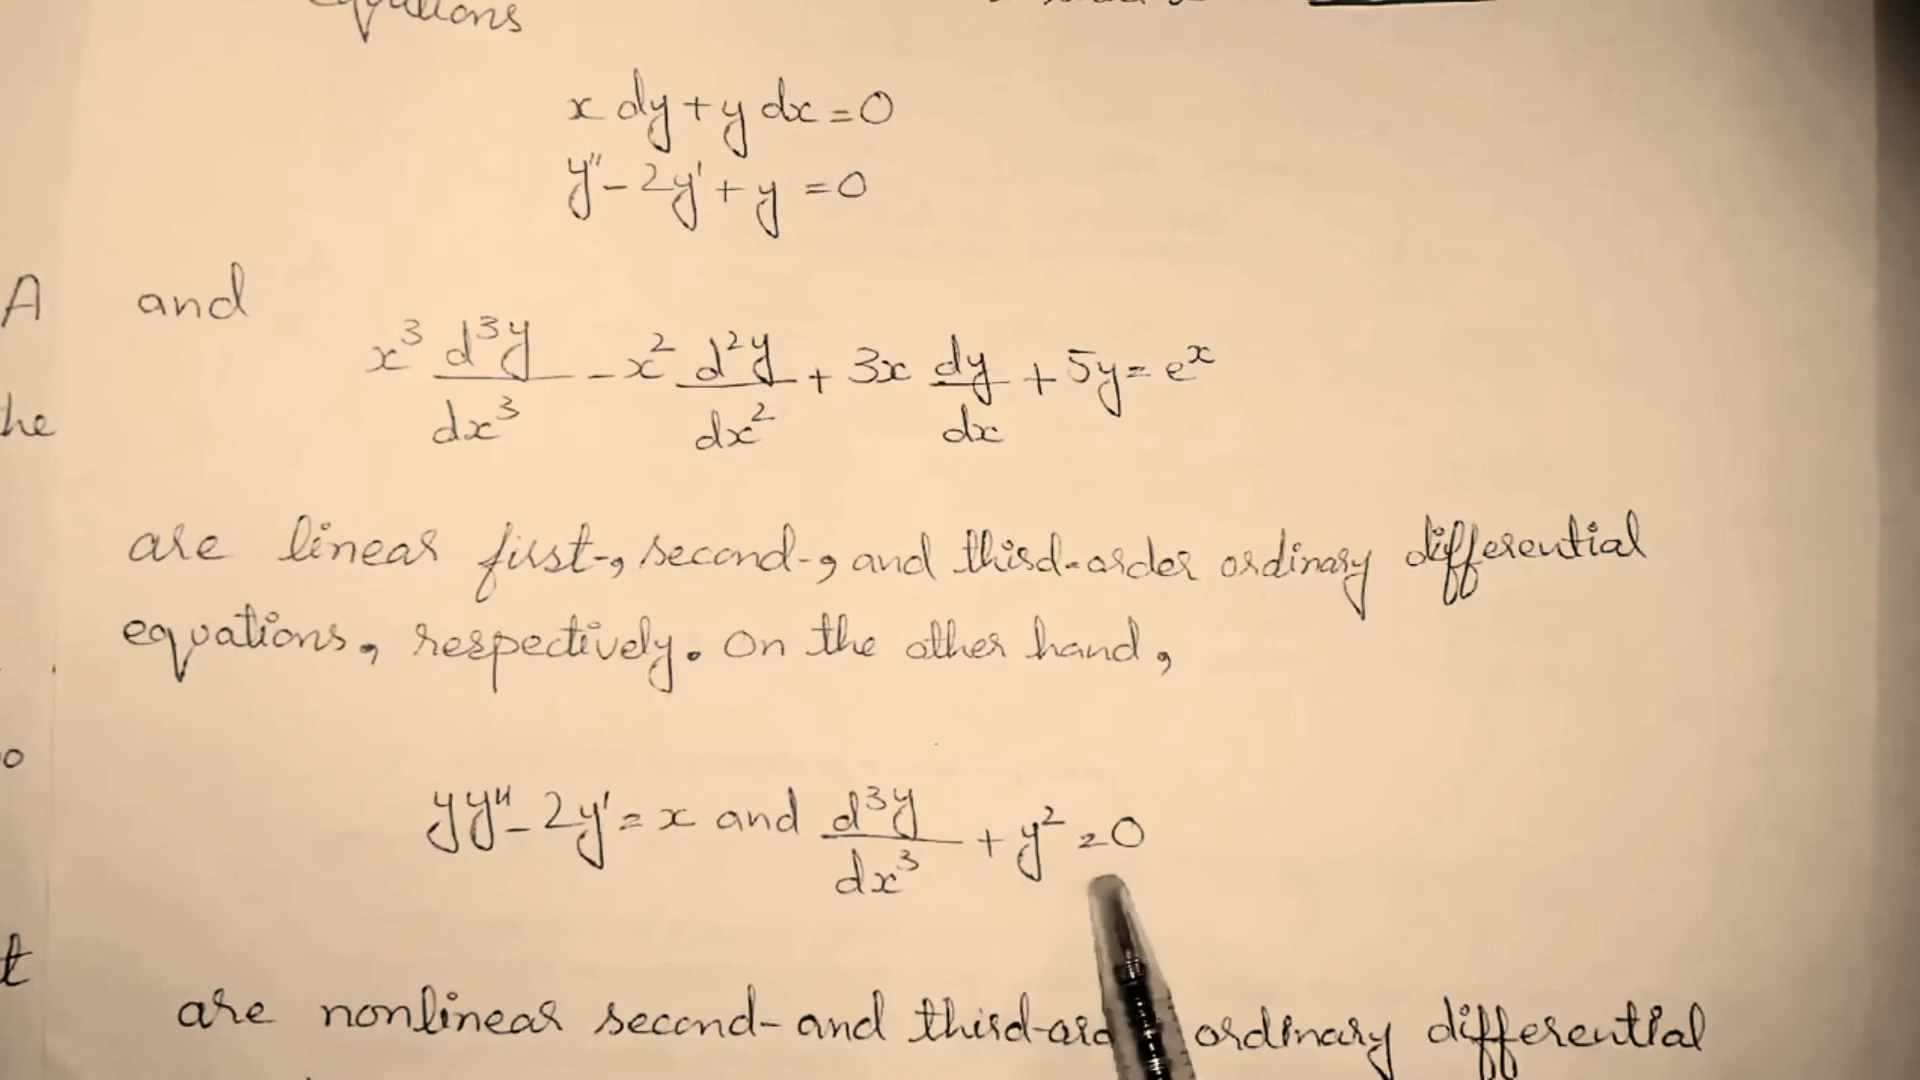 equations
x dy + y dx = 0
y'' - 2y' + y = 0
A and
x³ d³y/dx³ - x² d²y/dx² + 3x dy/dx + 5y = eˣ
he
are linear first-, second-, and third-order ordinary differential
equations, respectively. On the other hand,
o
yy'' - 2y' = x and d³y/dx³ + y² = 0
t
are nonlinear second- and third-or ordinary differential